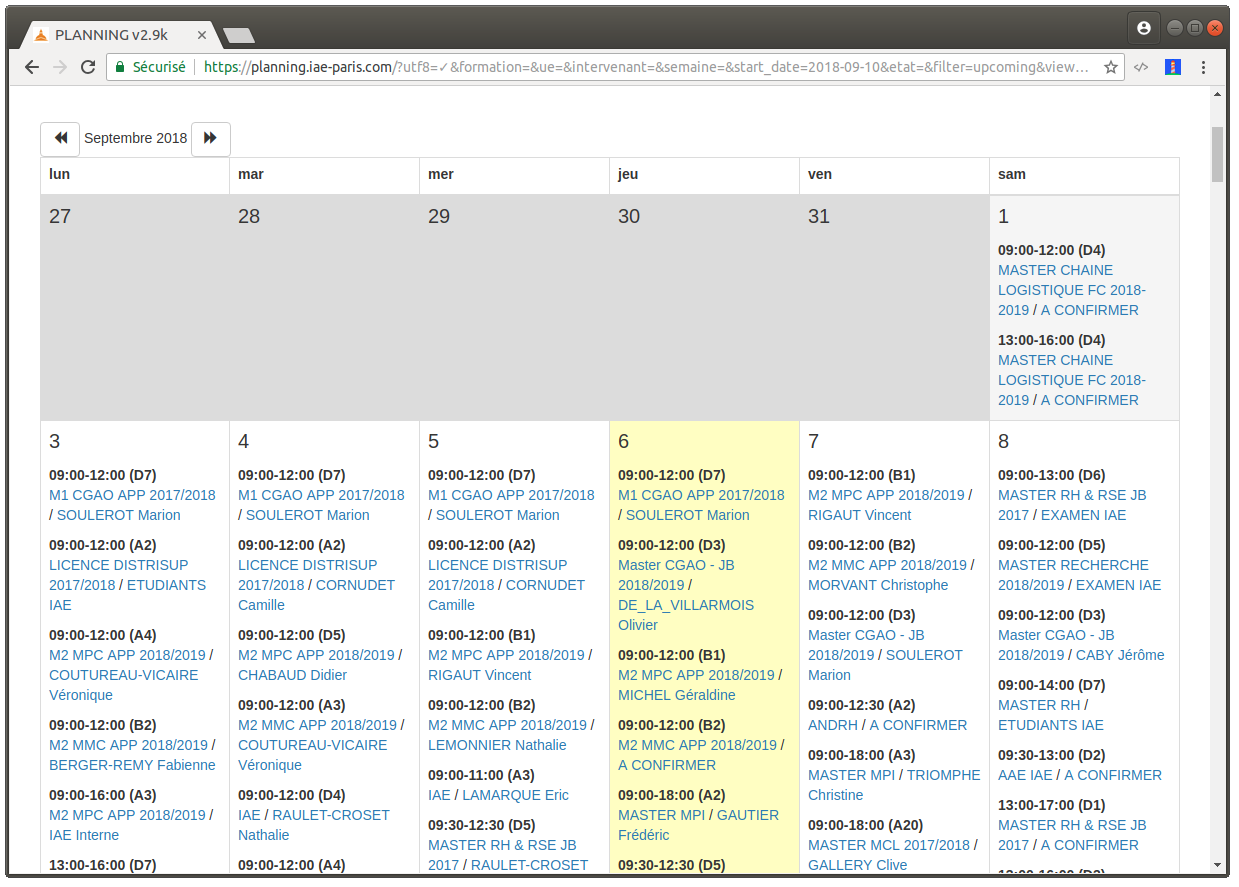 PLANNING v2.9k
Sécurisé
https://planning.iae-paris.com/?utf8=✓&formation=&ue=&intervenant=&semaine=&start_date=2018-09-10&etat=&filter=upcoming&view…
Septembre 2018
lun
mar
mer
jeu
ven
sam
27
28
29
30
31
1
09:00-12:00 (D4)
MASTER CHAINE
LOGISTIQUE FC 2018-
2019 / A CONFIRMER
13:00-16:00 (D4)
MASTER CHAINE
LOGISTIQUE FC 2018-
2019 / A CONFIRMER
3
09:00-12:00 (D7)
M1 CGAO APP 2017/2018
/ SOULEROT Marion
09:00-12:00 (A2)
LICENCE DISTRISUP
2017/2018 / ETUDIANTS
IAE
09:00-12:00 (A4)
M2 MPC APP 2018/2019 /
COUTUREAU-VICAIRE
Véronique
09:00-12:00 (B2)
M2 MMC APP 2018/2019 /
BERGER-REMY Fabienne
09:00-16:00 (A3)
M2 MPC APP 2018/2019 /
IAE Interne
13:00-16:00 (D7)
4
09:00-12:00 (D7)
M1 CGAO APP 2017/2018
/ SOULEROT Marion
09:00-12:00 (A2)
LICENCE DISTRISUP
2017/2018 / CORNUDET
Camille
09:00-12:00 (D5)
M2 MPC APP 2018/2019 /
CHABAUD Didier
09:00-12:00 (A3)
M2 MMC APP 2018/2019 /
COUTUREAU-VICAIRE
Véronique
09:00-12:00 (D4)
IAE / RAULET-CROSET
Nathalie
09:00-12:00 (A4)
5
09:00-12:00 (D7)
M1 CGAO APP 2017/2018
/ SOULEROT Marion
09:00-12:00 (A2)
LICENCE DISTRISUP
2017/2018 / CORNUDET
Camille
09:00-12:00 (B1)
M2 MPC APP 2018/2019 /
RIGAUT Vincent
09:00-12:00 (B2)
M2 MMC APP 2018/2019 /
LEMONNIER Nathalie
09:00-11:00 (A3)
IAE / LAMARQUE Eric
09:30-12:30 (D5)
MASTER RH & RSE JB
2017 / RAULET-CROSET
6
09:00-12:00 (D7)
M1 CGAO APP 2017/2018
/ SOULEROT Marion
09:00-12:00 (D3)
Master CGAO - JB
2018/2019 /
DE_LA_VILLARMOIS
Olivier
09:00-12:00 (B1)
M2 MPC APP 2018/2019 /
MICHEL Géraldine
09:00-12:00 (B2)
M2 MMC APP 2018/2019 /
A CONFIRMER
09:00-18:00 (A2)
MASTER MPI / GAUTIER
Frédéric
09:30-12:30 (D5)
7
09:00-12:00 (B1)
M2 MPC APP 2018/2019 /
RIGAUT Vincent
09:00-12:00 (B2)
M2 MMC APP 2018/2019 /
MORVANT Christophe
09:00-12:00 (D3)
Master CGAO - JB
2018/2019 / SOULEROT
Marion
09:00-12:30 (A2)
ANDRH / A CONFIRMER
09:00-18:00 (A3)
MASTER MPI / TRIOMPHE
Christine
09:00-18:00 (A20)
MASTER MCL 2017/2018 /
GALLERY Clive
8
09:00-13:00 (D6)
MASTER RH & RSE JB
2017 / EXAMEN IAE
09:00-12:00 (D5)
MASTER RECHERCHE
2018/2019 / EXAMEN IAE
09:00-12:00 (D3)
Master CGAO - JB
2018/2019 / CABY Jérôme
09:00-14:00 (D7)
MASTER RH /
ETUDIANTS IAE
09:30-13:00 (D2)
AAE IAE / A CONFIRMER
13:00-17:00 (D1)
MASTER RH & RSE JB
2017 / A CONFIRMER